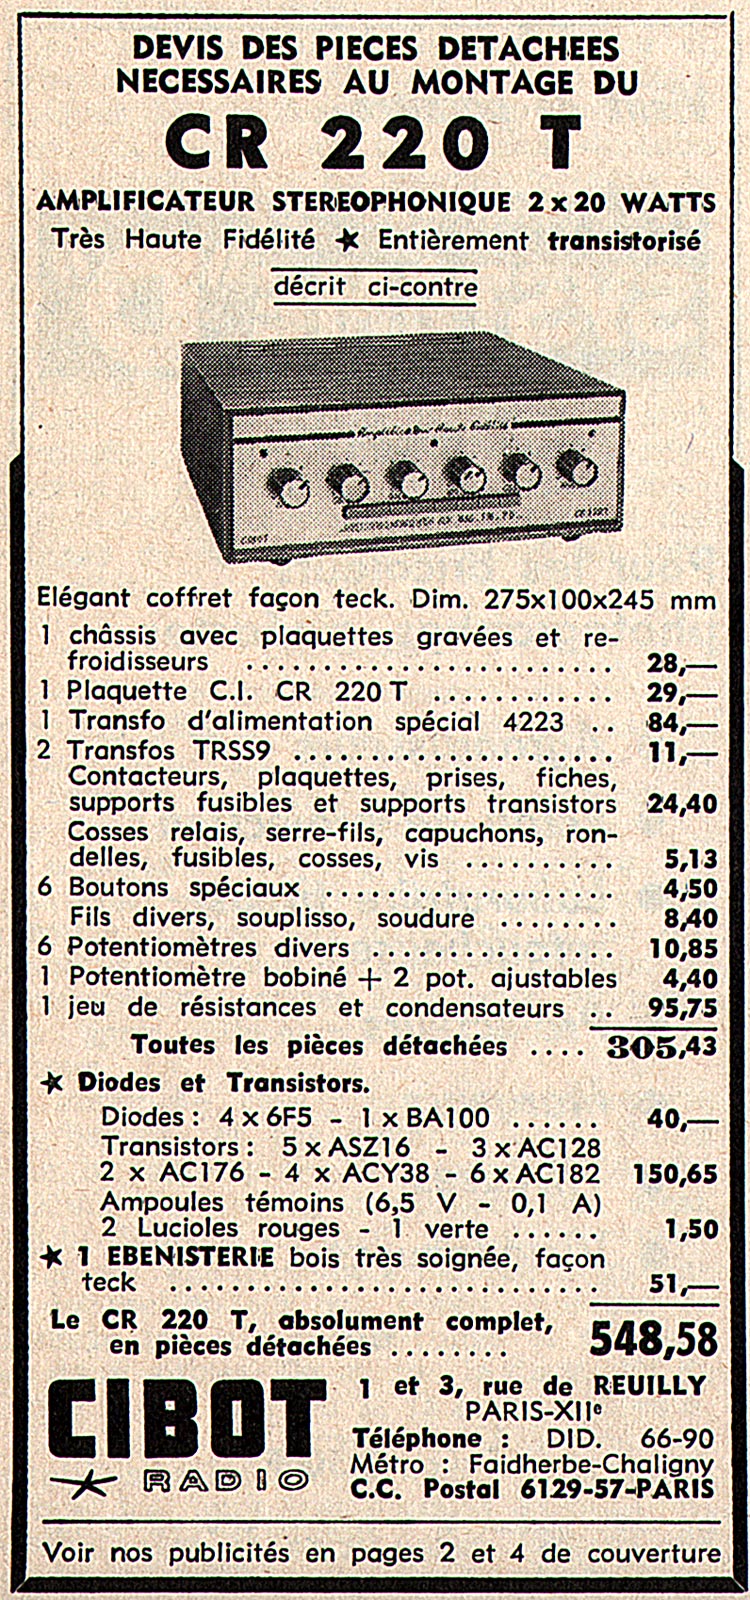 DEVIS DES PIECES DETACHEES
NECESSAIRES AU MONTAGE DU
CR 220 T
AMPLIFICATEUR STEREOPHONIQUE 2 x 20 WATTS
Très Haute Fidélité ★ Entièrement transistorisé
décrit ci-contre
Amplificateur Haute Fidélité
CIBOT
Elégant coffret façon teck. Dim. 275x100x245 mm
1 châssis avec plaquettes gravées et re-
froidisseurs ........................ 28,—
1 Plaquette C.I. CR 220 T ............. 29,—
1 Transfo d'alimentation spécial 4223 .. 84,—
2 Transfos TRSS9 ...................... 11,—
Contacteurs, plaquettes, prises, fiches,
supports fusibles et supports transistors 24,40
Cosses relais, serre-fils, capuchons, ron-
delles, fusibles, cosses, vis .......... 5,13
6 Boutons spéciaux .................... 4,50
Fils divers, souplisso, soudure ........ 8,40
6 Potentiomètres divers ................. 10,85
1 Potentiomètre bobiné + 2 pot. ajustables 4,40
1 jeu de résistances et condensateurs .. 95,75
Toutes les pièces détachées .... 305,43
★ Diodes et Transistors.
Diodes : 4 x 6F5 - 1 x BA100 ...... 40,—
Transistors : 5 x ASZ16 - 3 x AC128
2 x AC176 - 4 x ACY38 - 6 x AC182 150,65
Ampoules témoins (6,5 V - 0,1 A)
2 Lucioles rouges - 1 verte ...... 1,50
★ 1 EBENISTERIE bois très soignée, façon
teck .............................. 51,—
Le CR 220 T, absolument complet,
en pièces détachées ........ 548,58
CIBOT
RADIO
1 et 3, rue de REUILLY
PARIS-XIIe
Téléphone : DID. 66-90
Métro : Faidherbe-Chaligny
C.C. Postal 6129-57-PARIS
Voir nos publicités en pages 2 et 4 de couverture